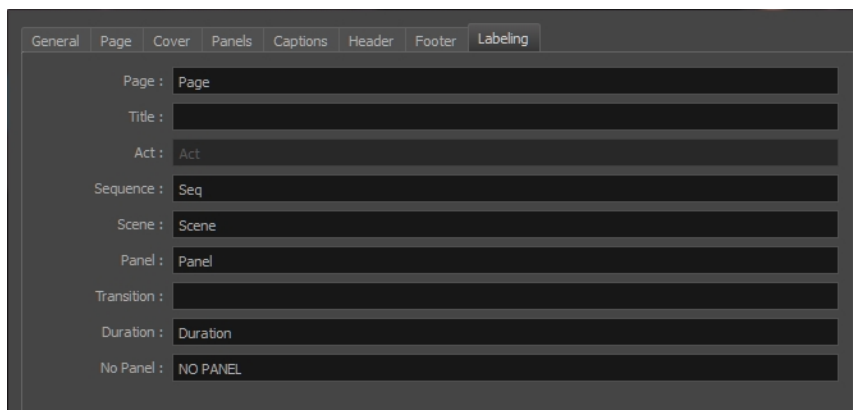 General Page Cover Panels Captions Header Footer Labeling
Page : Page
Title :
Act : Act
Sequence : Seq
Scene : Scene
Panel : Panel
Transition :
Duration : Duration
No Panel : NO PANEL